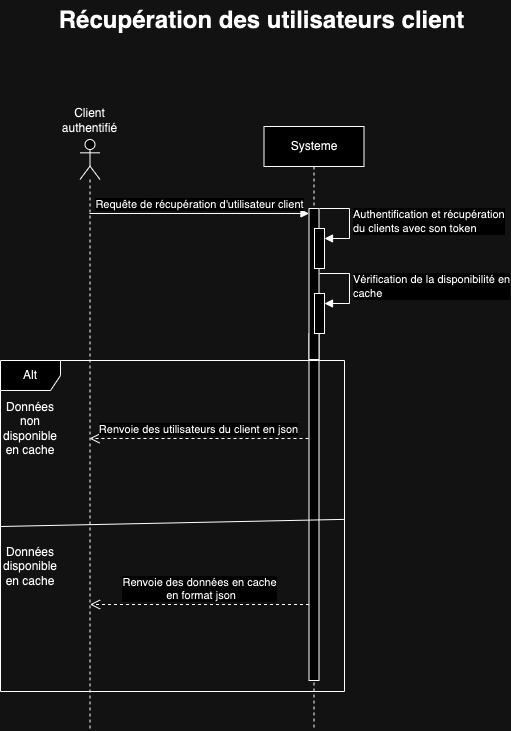 Récupération des utilisateurs client
Client
authentifié
Systeme
Requête de récupération d'utilisateur client
Authentification et récupération
du clients avec son token
Vérification de la disponibilité en
cache
Alt
Données
non
disponible
en cache
Renvoie des utilisateurs du client en json
Données
disponible
en cache
Renvoie des données en cache
en format json